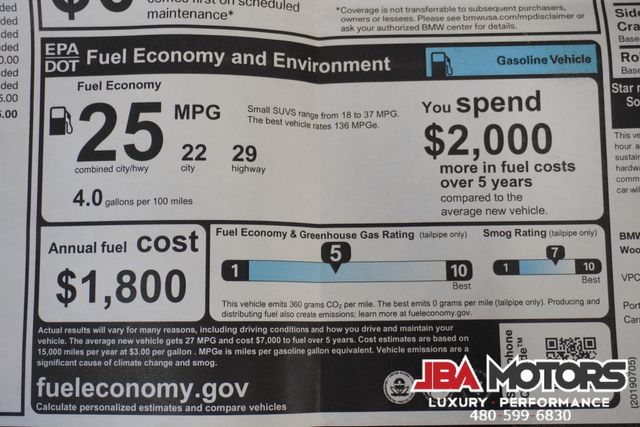 comes first on scheduled
maintenance*
*Coverage is not transferable to subsequent purchasers,
owners or lessees. Please see bmwusa.com/mpdisclaimer or
ask your authorized BMW center for details.
EPA
DOT
Fuel Economy and Environment
Gasoline Vehicle
Fuel Economy
25 MPG
combined city/hwy
22
city
29
highway
Small SUVS range from 18 to 37 MPG.
The best vehicle rates 136 MPGe.
4.0 gallons per 100 miles
You spend
$2,000
more in fuel costs
over 5 years
compared to the
average new vehicle.
Annual fuel cost
$1,800
Fuel Economy & Greenhouse Gas Rating (tailpipe only)
1
5
10
Best
Smog Rating (tailpipe only)
1
7
10
Best
This vehicle emits 360 grams CO2 per mile. The best emits 0 grams per mile (tailpipe only). Producing and
distributing fuel also create emissions; learn more at fueleconomy.gov.
Actual results will vary for many reasons, including driving conditions and how you drive and maintain your
vehicle. The average new vehicle gets 27 MPG and cost $7,000 to fuel over 5 years. Cost estimates are based on
15,000 miles per year at $3.00 per gallon . MPGe is miles per gasoline gallon equivalent. Vehicle emissions are a
significant cause of climate change and smog.
fueleconomy.gov
Calculate personalized estimates and compare vehicles
(20190705)
JBA MOTORS
LUXURY · PERFORMANCE
480 599 6830